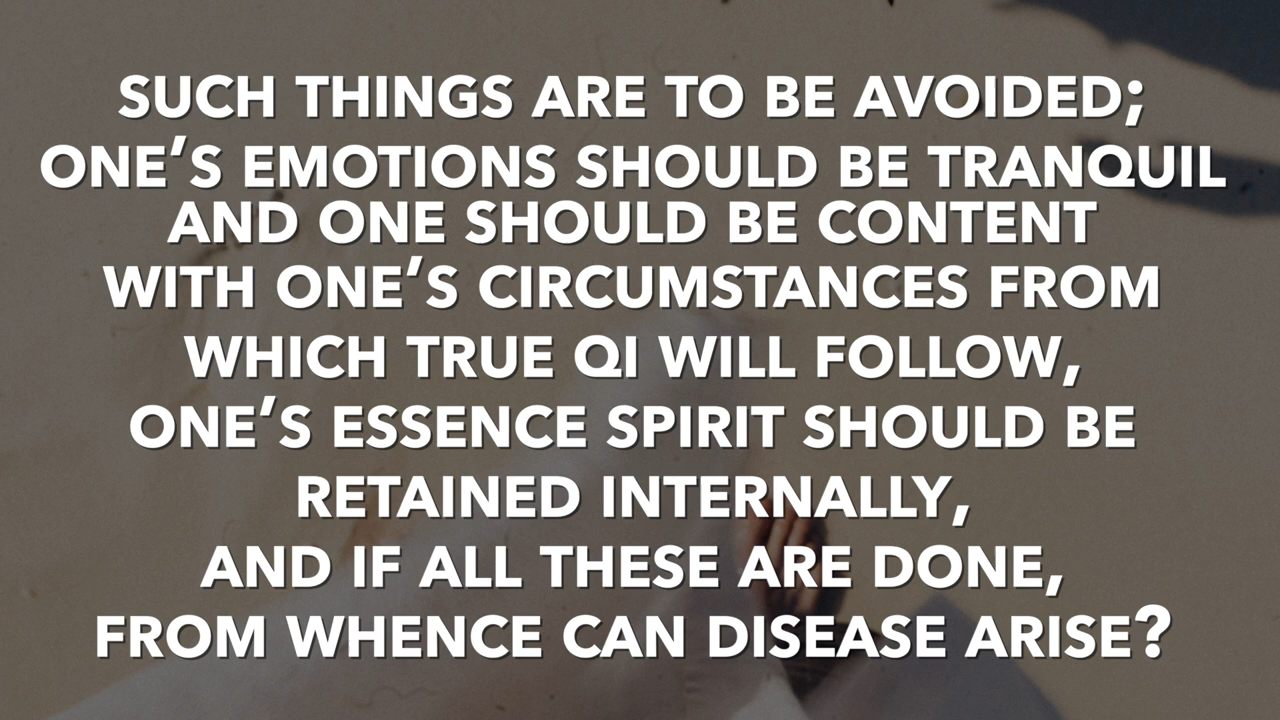 SUCH THINGS ARE TO BE AVOIDED;
ONE'S EMOTIONS SHOULD BE TRANQUIL
AND ONE SHOULD BE CONTENT
WITH ONE'S CIRCUMSTANCES FROM
WHICH TRUE QI WILL FOLLOW,
ONE'S ESSENCE SPIRIT SHOULD BE
RETAINED INTERNALLY,
AND IF ALL THESE ARE DONE,
FROM WHENCE CAN DISEASE ARISE?